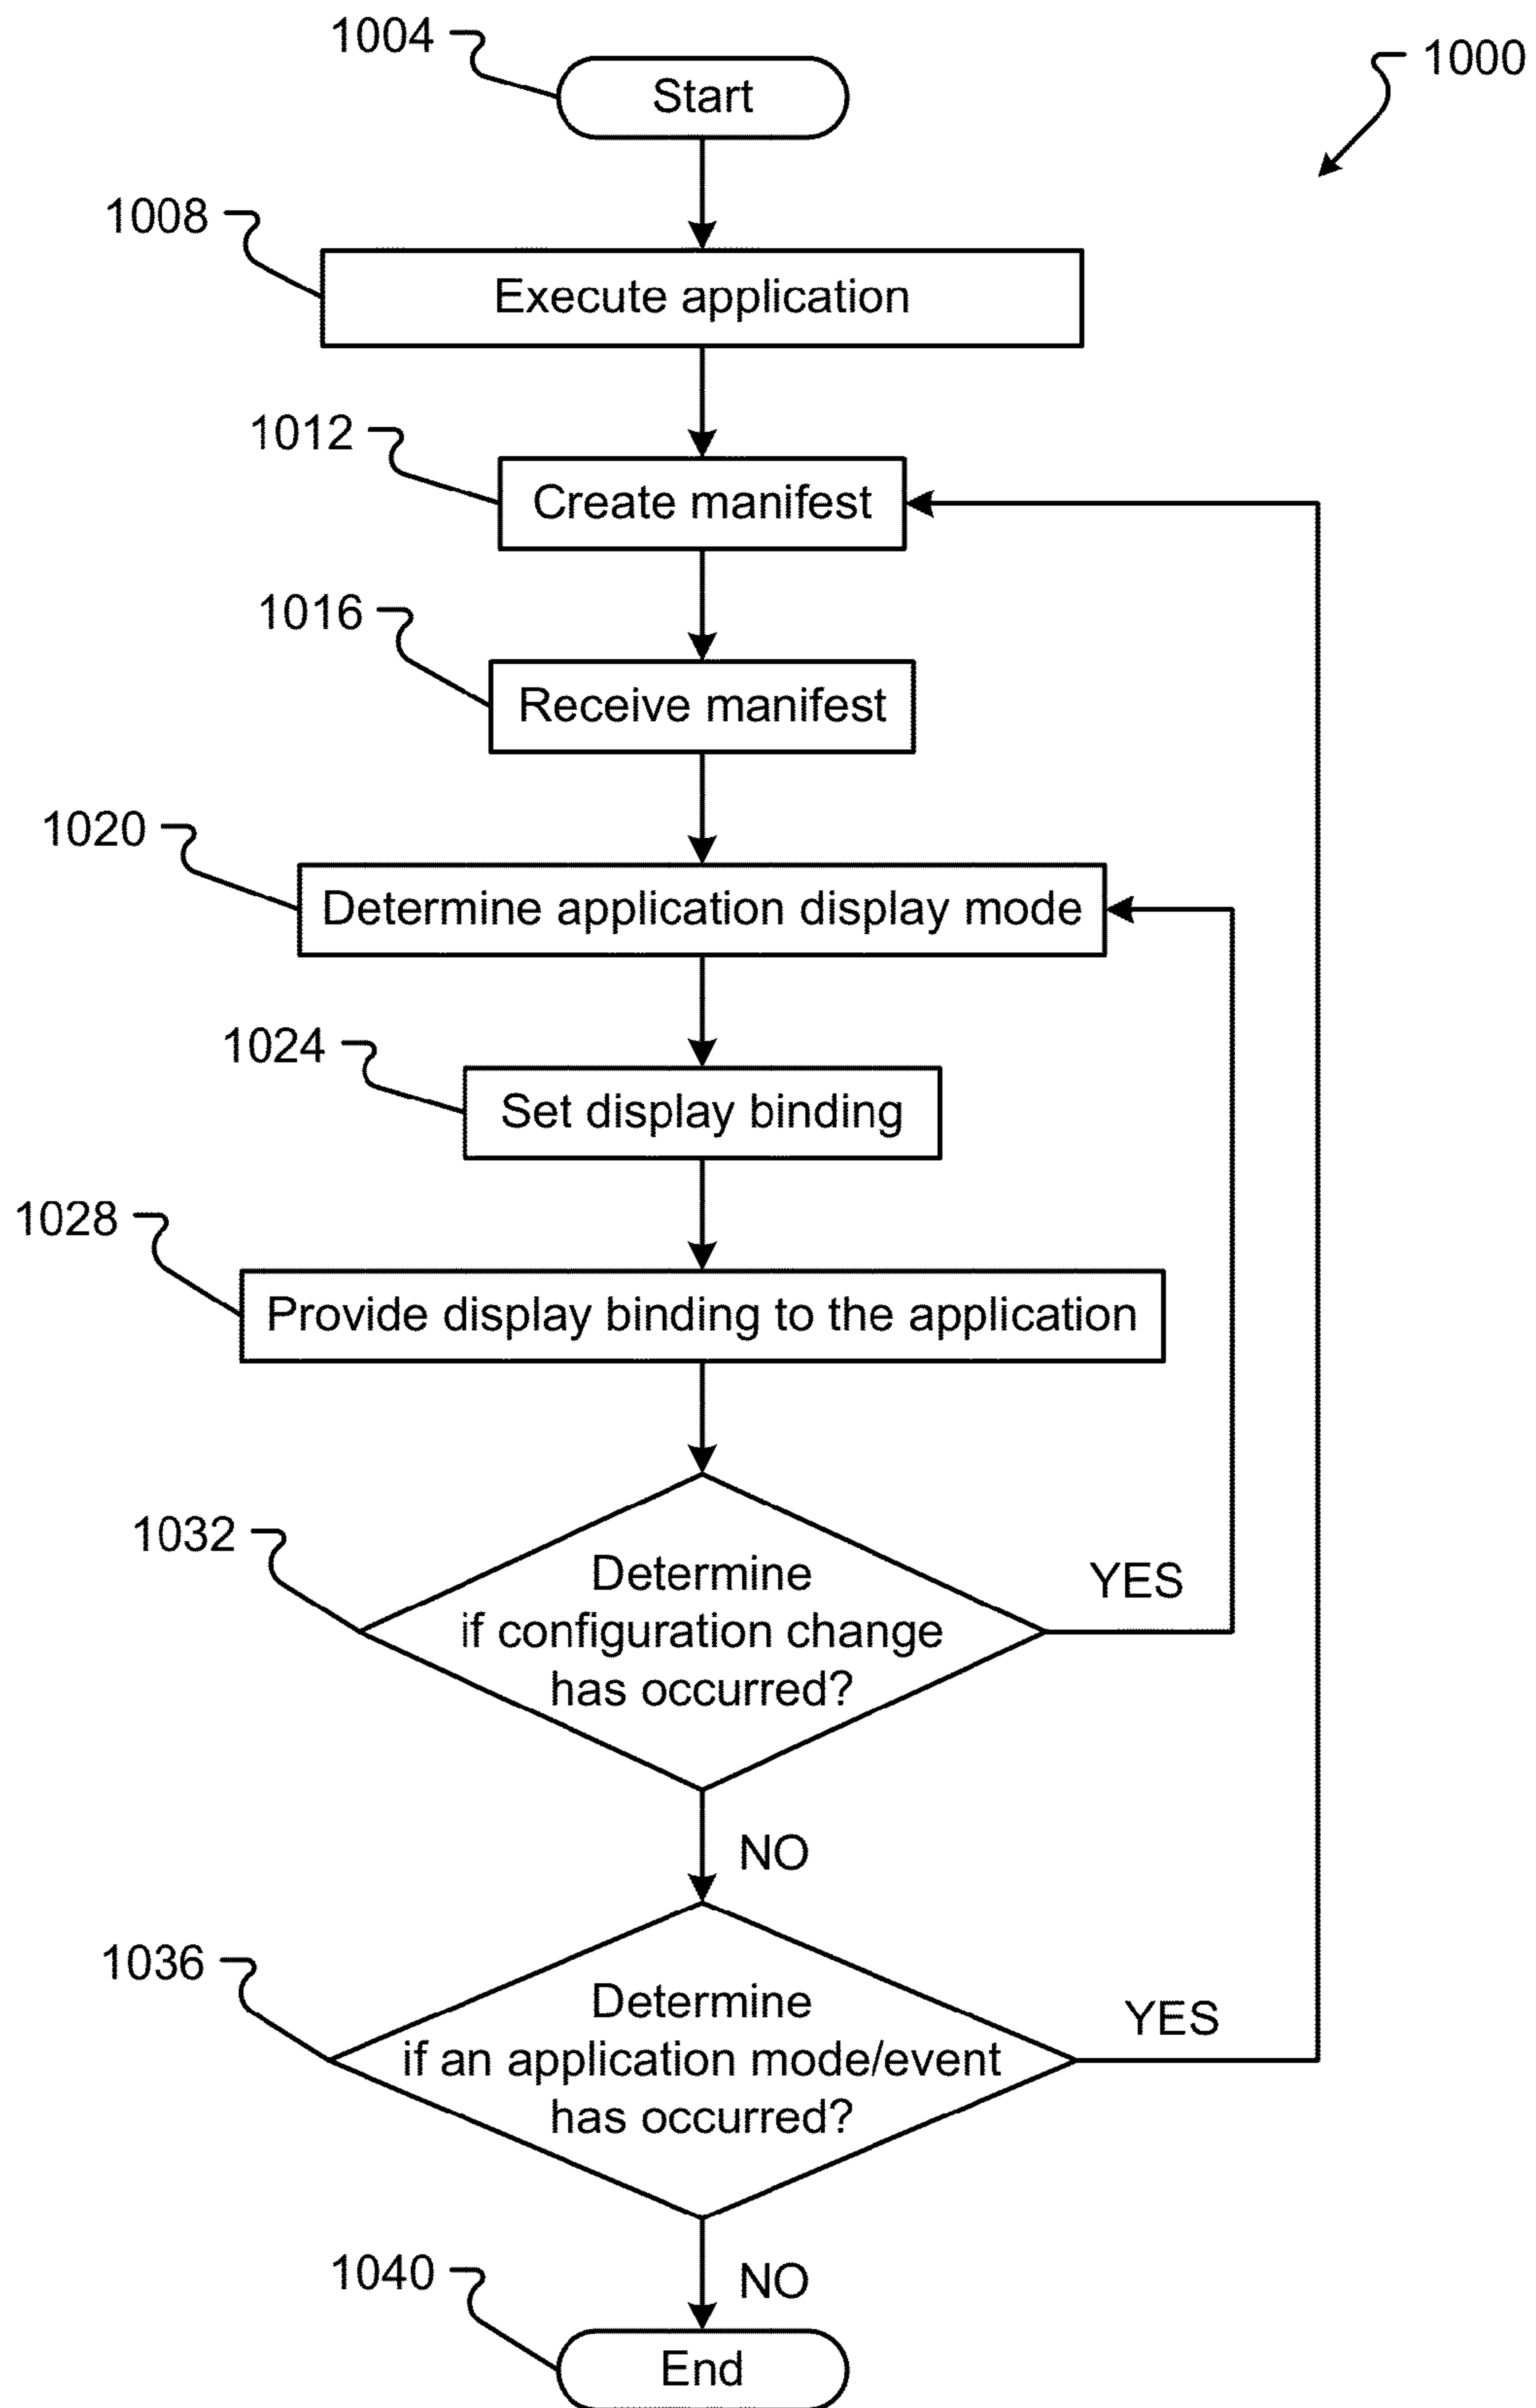 1004
Start
1000
1008
Execute application
1012
Create manifest
1016
Receive manifest
1020
Determine application display mode
1024
Set display binding
1028
Provide display binding to the application
1032
Determine
if configuration change
has occurred?
YES
NO
1036
Determine
if an application mode/event
has occurred?
YES
NO
1040
End